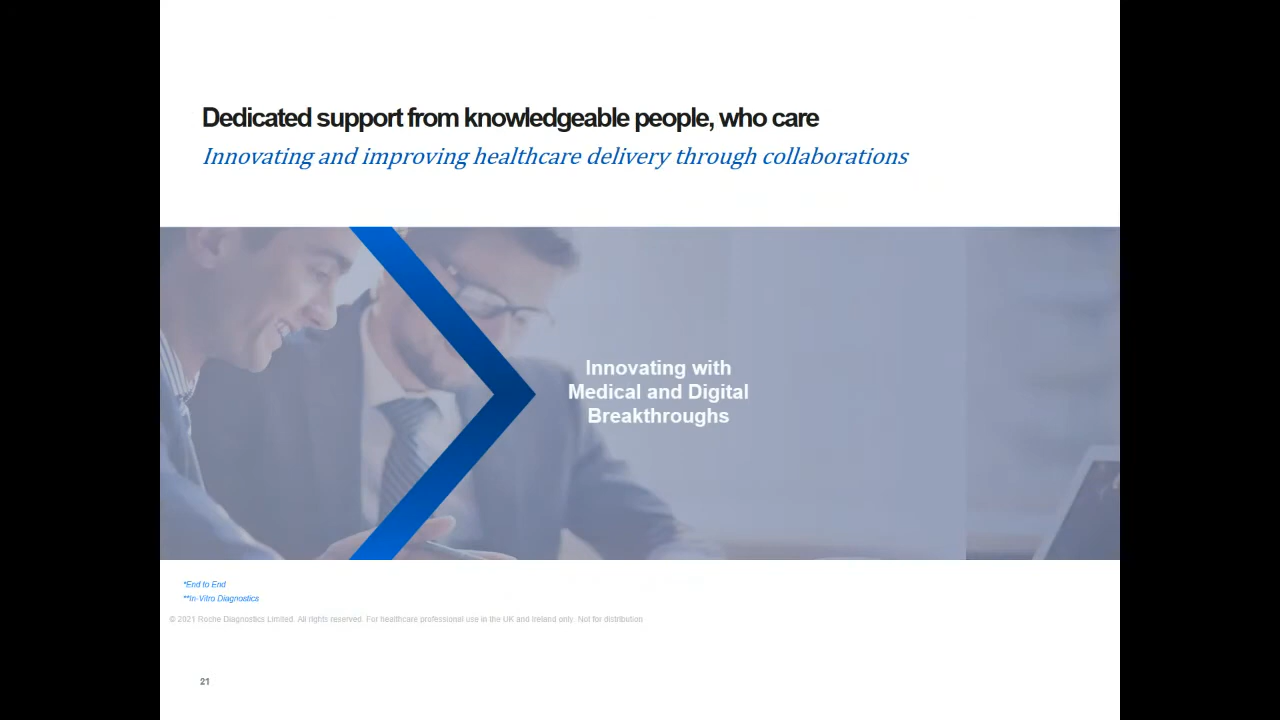 Dedicated support from knowledgeable people, who care
Innovating and improving healthcare delivery through collaborations
Innovating with
Medical and Digital
Breakthroughs
*End to End
**In-Vitro Diagnostics
© 2021 Roche Diagnostics Limited. All rights reserved. For healthcare professional use in the UK and Ireland only. Not for distribution
21